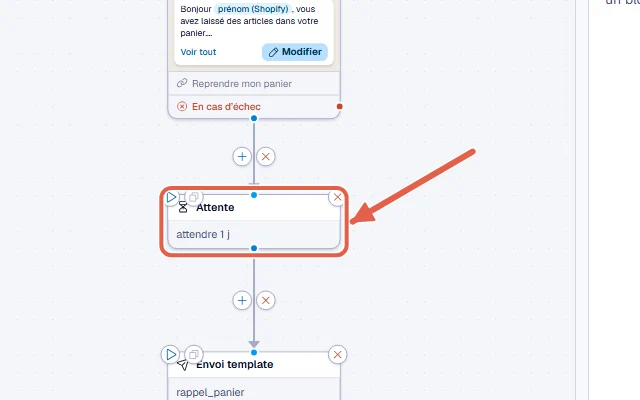 Bonjour prénom (Shopify) , vous
avez laissé des articles dans votre
panier...
Voir tout
Modifier
Reprendre mon panier
En cas d'échec
Attente
attendre 1 j
Envoi template
rappel_panier